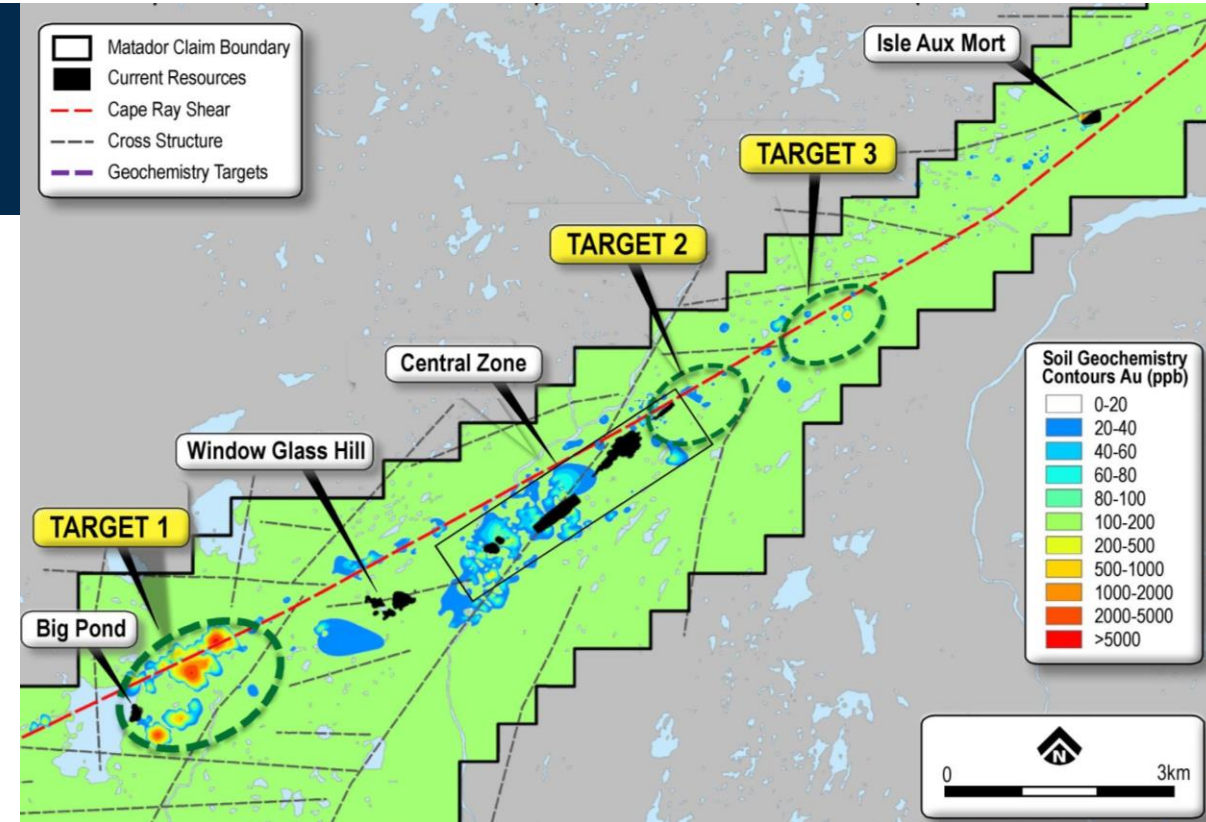 Matador Claim Boundary
Current Resources
Cape Ray Shear
Cross Structure
Geochemistry Targets
Isle Aux Mort
TARGET 3
TARGET 2
Central Zone
Window Glass Hill
TARGET 1
Big Pond
Soil Geochemistry
Contours Au (ppb)
0-20
20-40
40-60
60-80
80-100
100-200
200-500
500-1000
1000-2000
2000-5000
>5000
N
0 3km